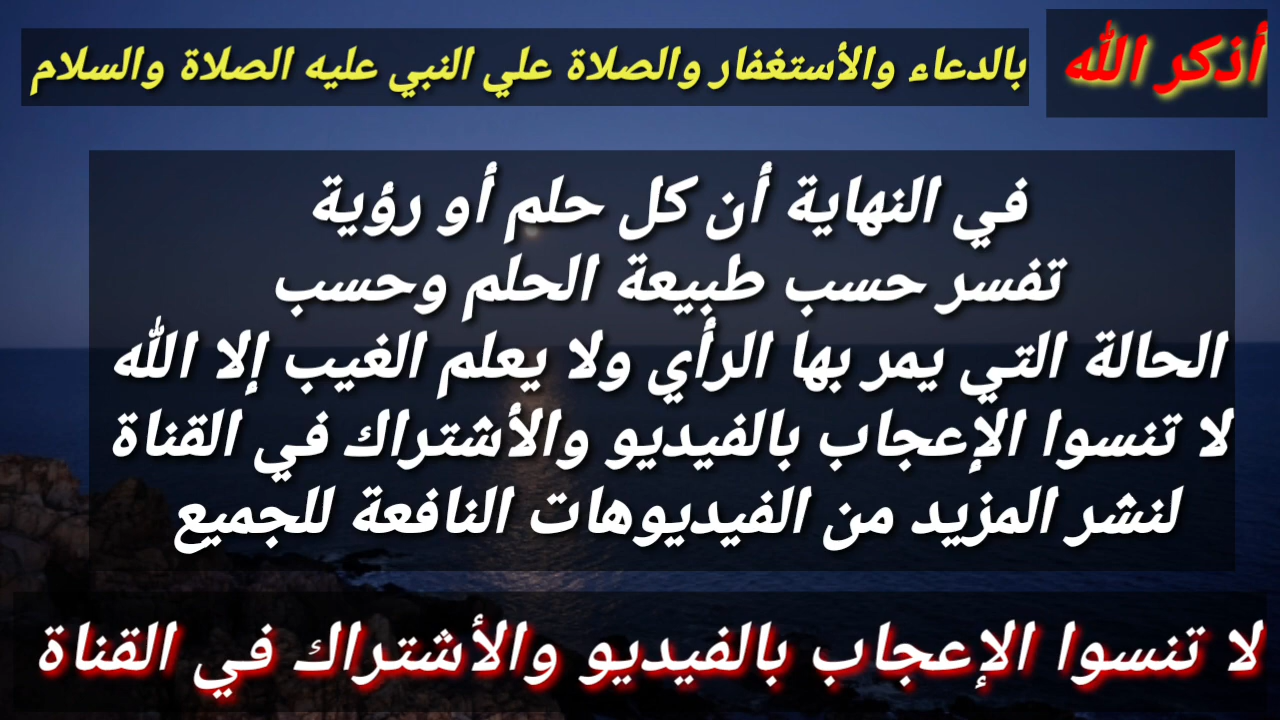 أذكر الله
بالدعاء والأستغفار والصلاة علي النبي عليه الصلاة والسلام
في النهاية أن كل حلم أو رؤية
تفسر حسب طبيعة الحلم وحسب
الحالة التي يمر بها الرأي ولا يعلم الغيب إلا الله
لا تنسوا الإعجاب بالفيديو والأشتراك في القناة
لنشر المزيد من الفيديوهات النافعة للجميع
لا تنسوا الإعجاب بالفيديو والأشتراك في القناة